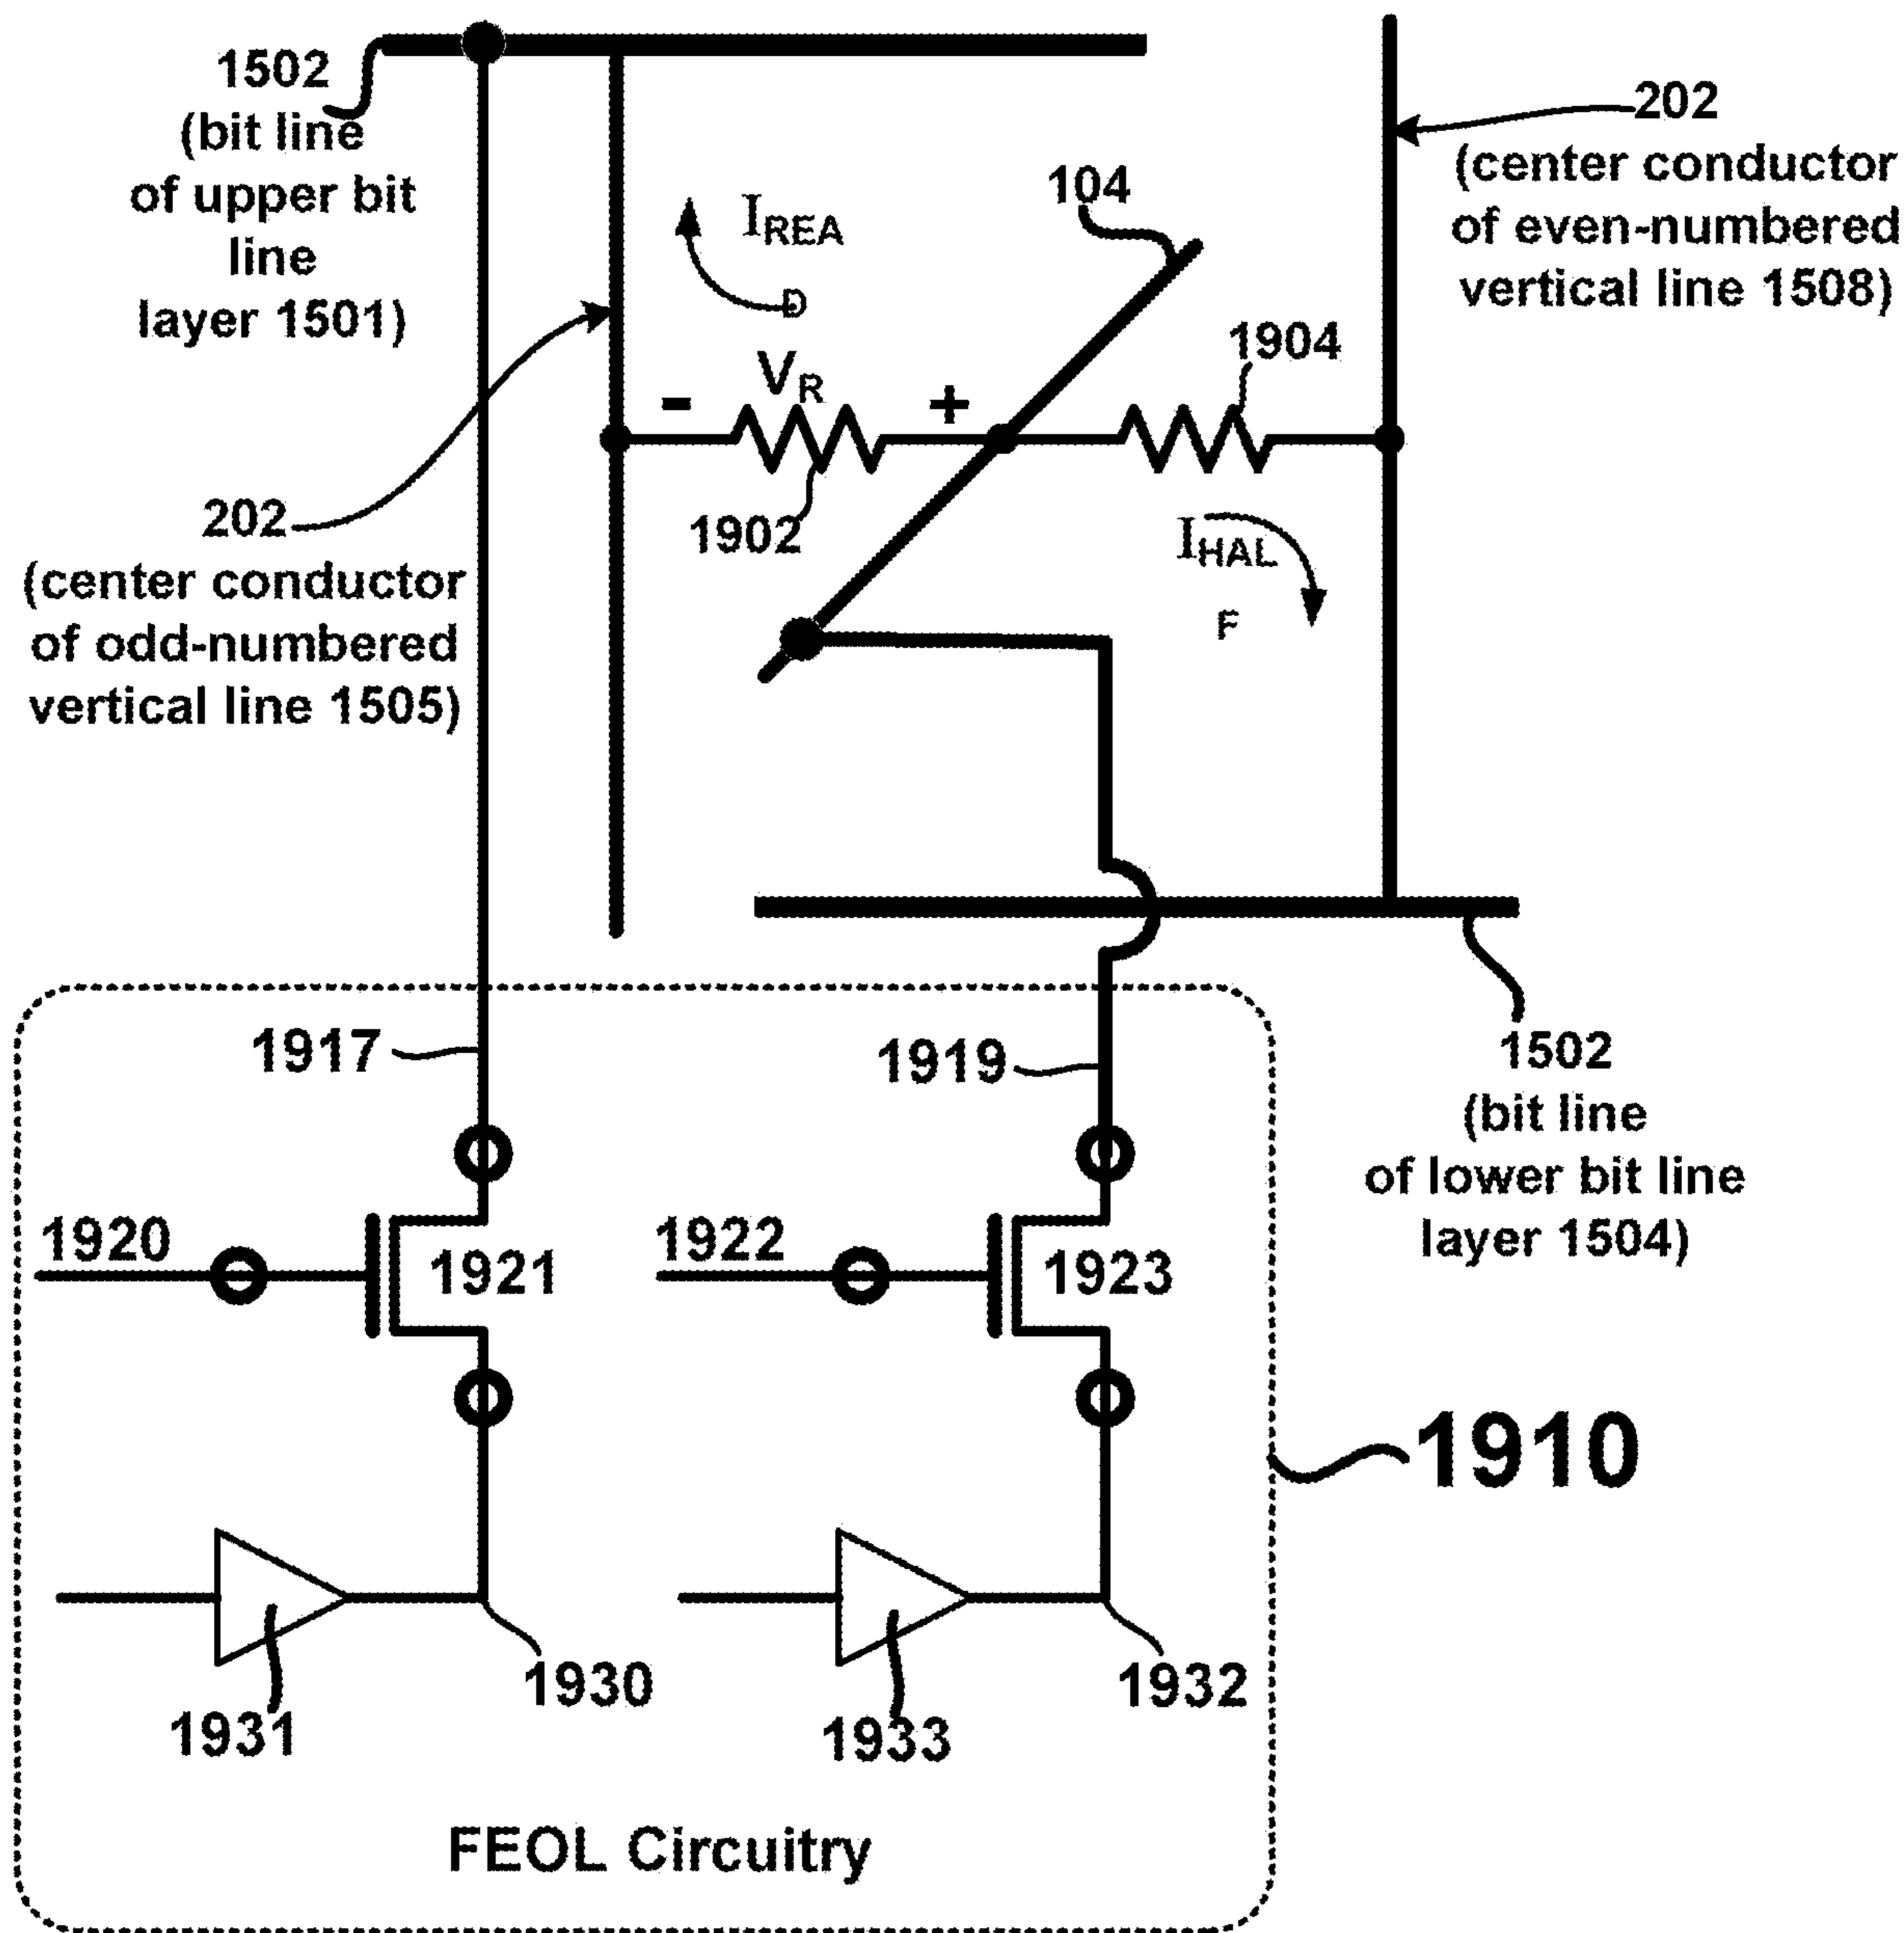 1502
(bit line
of upper bit
line
layer 1501)
202
(center conductor
of even-numbered
vertical line 1508)
104
IREA
D
1904
VR
-
+
1902
202
(center conductor
of odd-numbered
vertical line 1505)
IHAL
F
1917
1919
1502
(bit line
of lower bit line
layer 1504)
1920
1921
1922
1923
1910
1930
1932
1931
1933
FEOL Circuitry